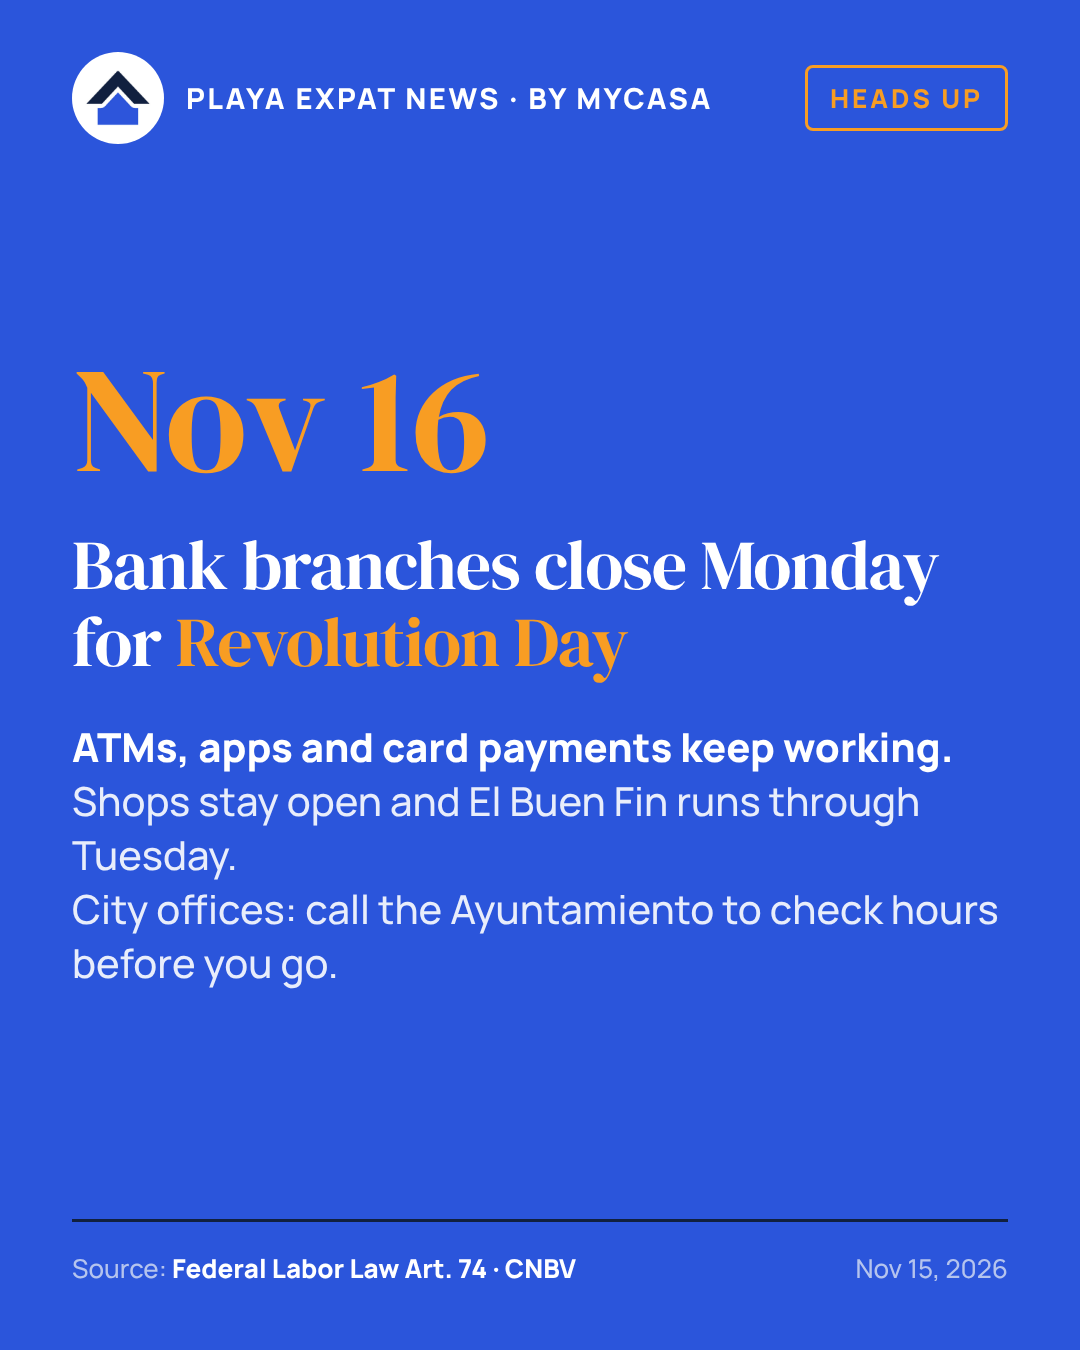 PLAYA EXPAT NEWS · BY MYCASA
HEADS UP
Nov 16
Bank branches close Monday
for Revolution Day
ATMs, apps and card payments keep working.
Shops stay open and El Buen Fin runs through
Tuesday.
City offices: call the Ayuntamiento to check hours
before you go.
Source: Federal Labor Law Art. 74 · CNBV
Nov 15, 2026